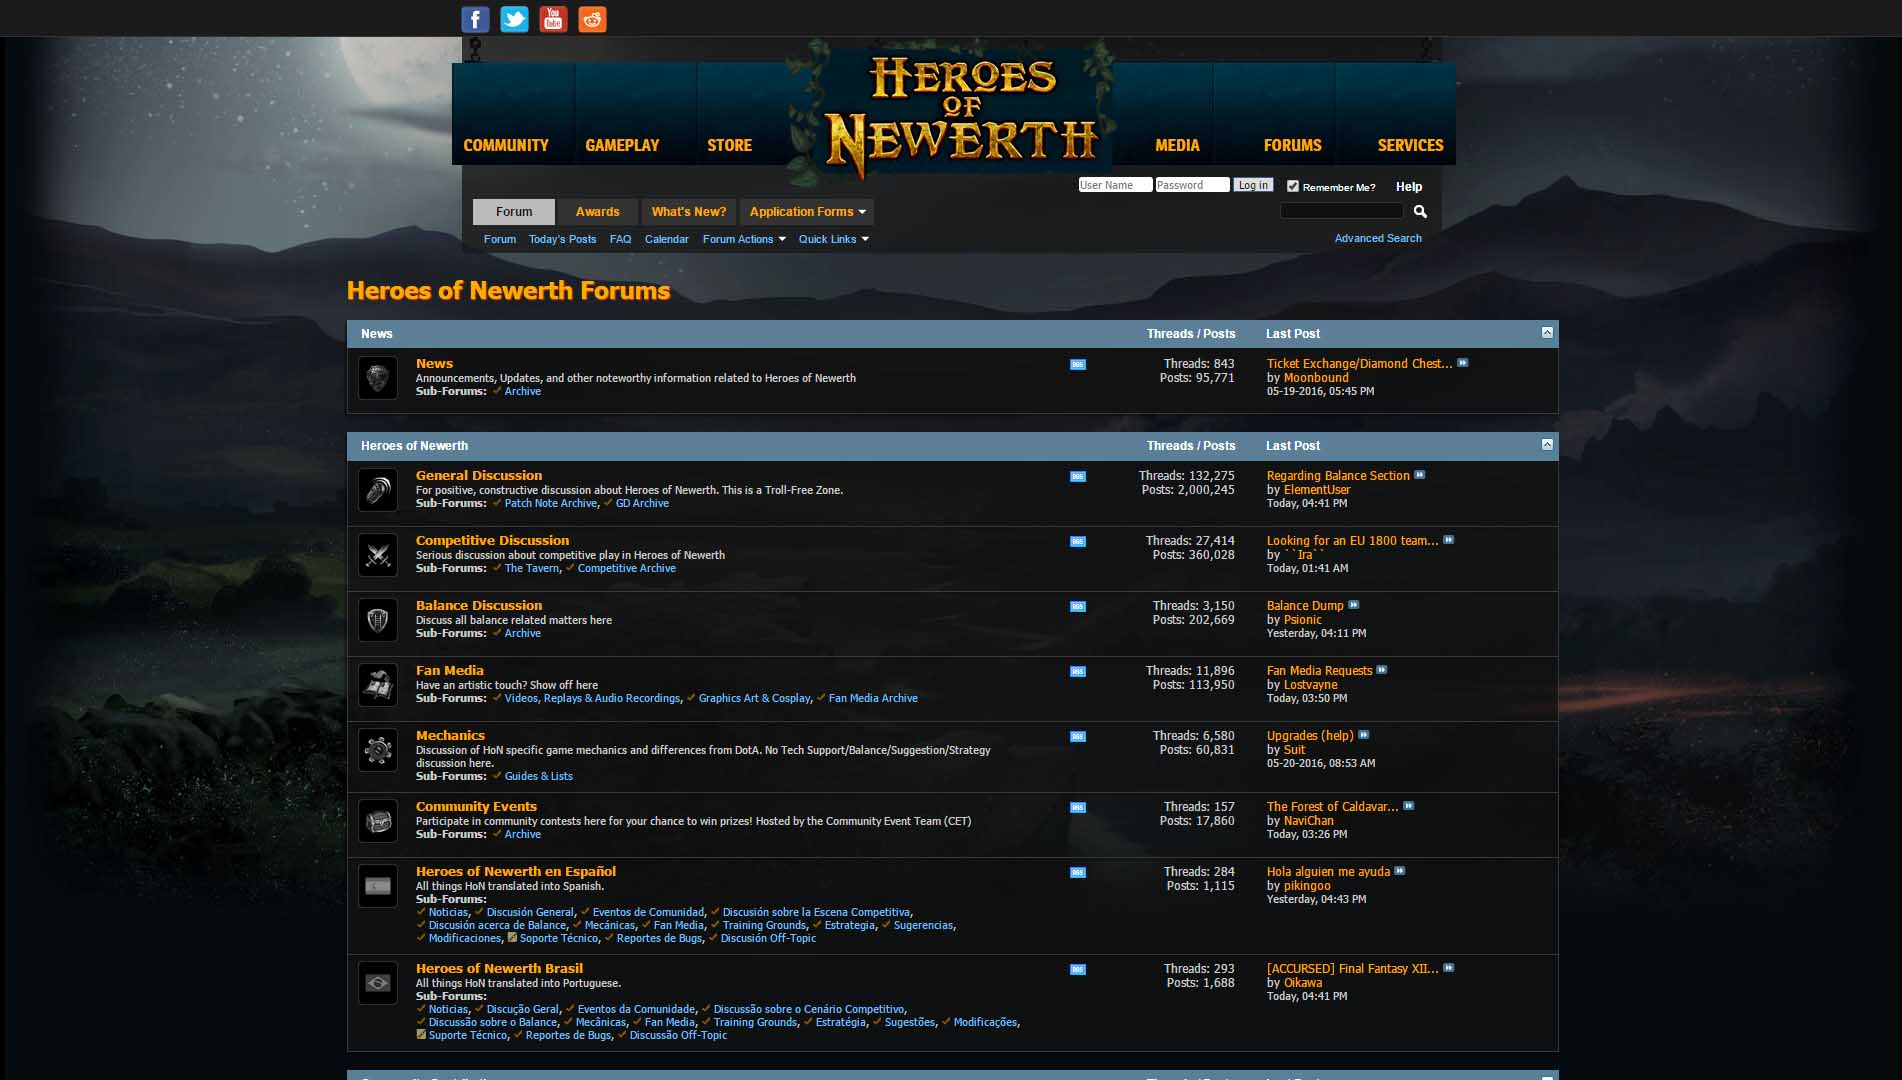 You Tube
HEROES
OF
NEWERTH
COMMUNITY GAMEPLAY STORE MEDIA FORUMS SERVICES
User Name Password Log in Remember Me? Help
Forum Awards What's New? Application Forms
Forum Today's Posts FAQ Calendar Forum Actions Quick Links Advanced Search
Heroes of Newerth Forums
News Threads / Posts Last Post
News Threads: 843 Ticket Exchange/Diamond Chest...
Announcements, Updates, and other noteworthy information related to Heroes of Newerth Posts: 95,771 by Moonbound
Sub-Forums: Archive 05-19-2016, 05:45 PM
Heroes of Newerth Threads / Posts Last Post
General Discussion Threads: 132,275 Regarding Balance Section
For positive, constructive discussion about Heroes of Newerth. This is a Troll-Free Zone. Posts: 2,000,245 by ElementUser
Sub-Forums: Patch Note Archive, GD Archive Today, 04:41 PM
Competitive Discussion Threads: 27,414 Looking for an EU 1800 team...
Serious discussion about competitive play in Heroes of Newerth Posts: 360,028 by ``Ira``
Sub-Forums: The Tavern, Competitive Archive Today, 01:41 AM
Balance Discussion Threads: 3,150 Balance Dump
Discuss all balance related matters here Posts: 202,669 by Psionic
Sub-Forums: Archive Yesterday, 04:11 PM
Fan Media Threads: 11,896 Fan Media Requests
Have an artistic touch? Show off here Posts: 113,950 by Lostvayne
Sub-Forums: Videos, Replays & Audio Recordings, Graphics Art & Cosplay, Fan Media Archive Today, 03:50 PM
Mechanics Threads: 6,580 Upgrades (help)
Discussion of HoN specific game mechanics and differences from DotA. No Tech Support/Balance/Suggestion/Strategy Posts: 60,831 by Suit
discussion here. 05-20-2016, 08:53 AM
Sub-Forums: Guides & Lists
Community Events Threads: 157 The Forest of Caldavar...
Participate in community contests here for your chance to win prizes! Hosted by the Community Event Team (CET) Posts: 17,860 by NaviChan
Sub-Forums: Archive Today, 03:26 PM
Heroes of Newerth en Español Threads: 284 Hola alguien me ayuda
All things HoN translated into Spanish. Posts: 1,115 by pikingoo
Sub-Forums: Yesterday, 04:43 PM
Noticias, Discusión General, Eventos de Comunidad, Discusión sobre la Escena Competitiva,
Discusión acerca de Balance, Mecánicas, Fan Media, Training Grounds, Estrategia, Sugerencias,
Modificaciones, Soporte Técnico, Reportes de Bugs, Discusión Off-Topic
Heroes of Newerth Brasil Threads: 293 [ACCURSED] Final Fantasy XII...
All things HoN translated into Portuguese. Posts: 1,688 by Oikawa
Sub-Forums: Today, 04:41 PM
Noticias, Discução Geral, Eventos da Comunidade, Discussão sobre o Cenário Competitivo,
Discussão sobre o Balance, Mecânicas, Fan Media, Training Grounds, Estratégia, Sugestões, Modificações,
Suporte Técnico, Reportes de Bugs, Discussão Off-Topic